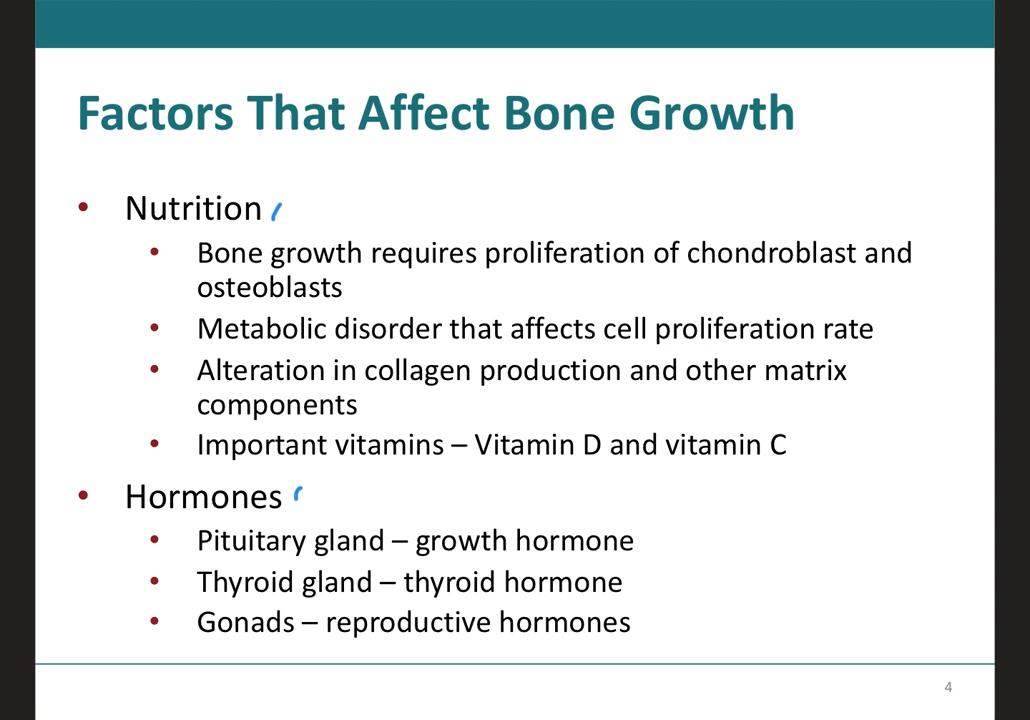 Factors That Affect Bone Growth
• Nutrition
• Bone growth requires proliferation of chondroblast and
osteoblasts
• Metabolic disorder that affects cell proliferation rate
• Alteration in collagen production and other matrix
components
• Important vitamins – Vitamin D and vitamin C
• Hormones
• Pituitary gland – growth hormone
• Thyroid gland – thyroid hormone
• Gonads – reproductive hormones
4